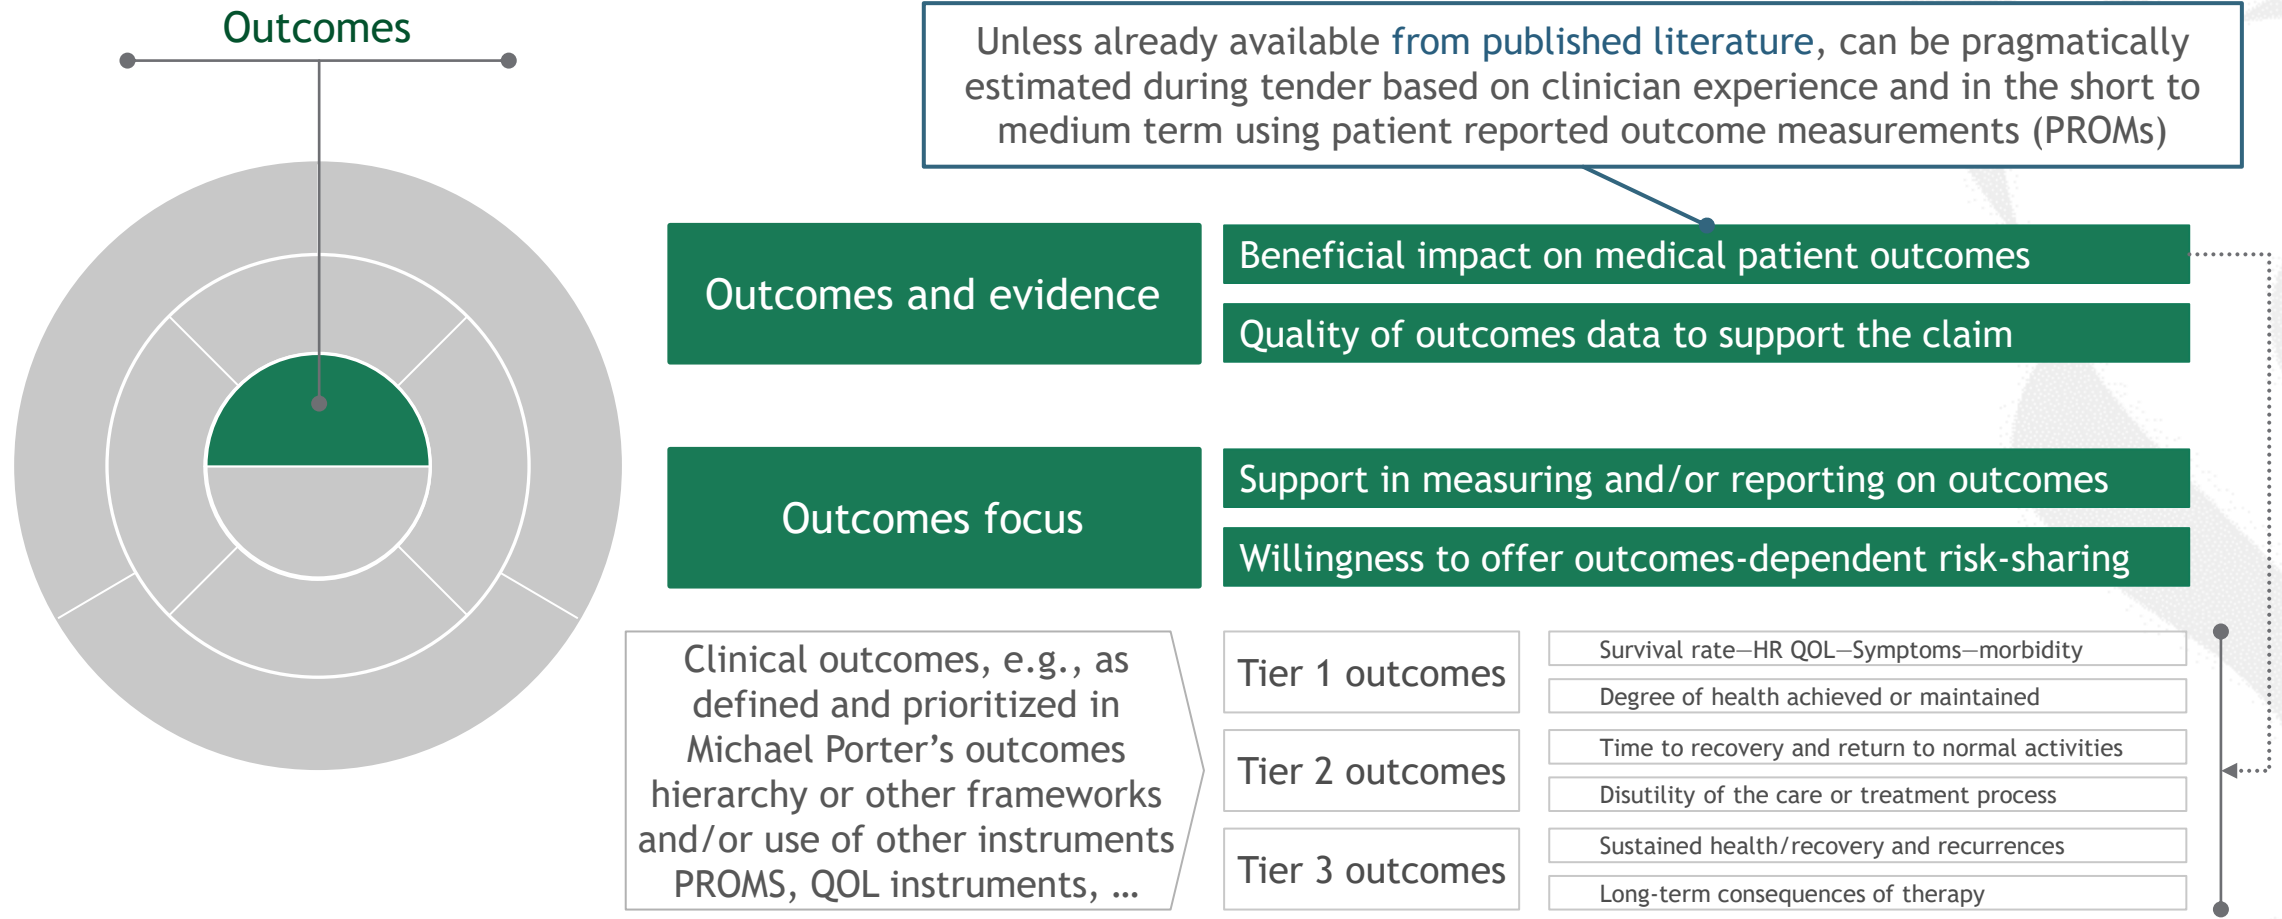 Outcomes
Unless already available from published literature, can be pragmatically
estimated during tender based on clinician experience and in the short to
medium term using patient reported outcome measurements (PROMs)
Outcomes and evidence
Beneficial impact on medical patient outcomes
Quality of outcomes data to support the claim
Outcomes focus
Support in measuring and/or reporting on outcomes
Willingness to offer outcomes-dependent risk-sharing
Clinical outcomes, e.g., as
defined and prioritized in
Michael Porter’s outcomes
hierarchy or other frameworks
and/or use of other instruments
PROMS, QOL instruments, …
Tier 1 outcomes
Survival rate—HR QOL—Symptoms—morbidity
Degree of health achieved or maintained
Tier 2 outcomes
Time to recovery and return to normal activities
Disutility of the care or treatment process
Tier 3 outcomes
Sustained health/recovery and recurrences
Long-term consequences of therapy